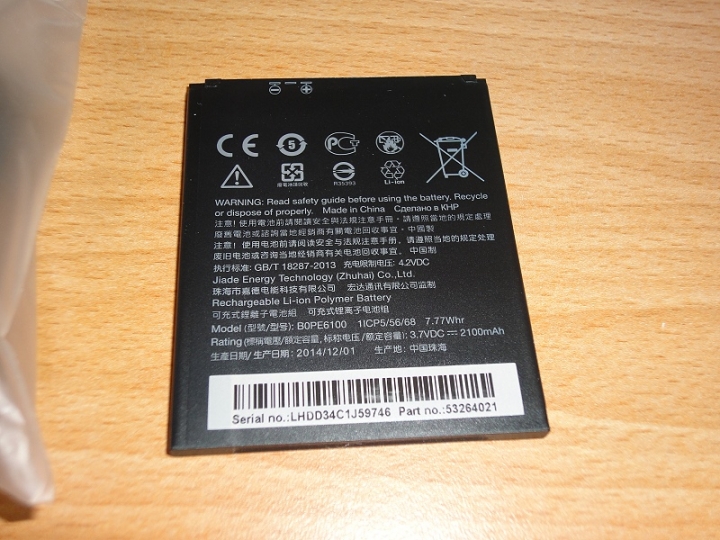 CE 5 РСТ
廢電池請回收 R35393 Li-ion
WARNING: Read safety guide before using the battery. Recycle
or dispose of properly. Made in China Сделано в КНР
注意! 使用電池前請閱讀安全與法規注意手冊，請遵照當地的規定處理
廢舊電池或諮詢當地經銷商有關電池回收事宜。中國製
注意! 使用电池前请阅读安全与法规注意手册，请遵照当地的规定处理
废旧电池或咨询当地经销商有关电池回收事宜。中国制
执行标准: GB/T 18287-2013 充电限制电压: 4.2VDC
Jiade Energy Technology (Zhuhai) Co.,Ltd.
珠海市嘉德电能科技有限公司 宏达通讯有限公司监制
Rechargeable Li-ion Polymer Battery
可充式鋰離子電池組 可充式锂离子电池组
Model (型號/型号): B0PE6100 1ICP5/56/68 7.77Whr
Rating (標稱電壓/額定容量, 标称电压/额定容量): 3.7VDC 2100mAh
生產日期/ 生产日期: 2014/12/01 生产地: 中国珠海
Serial no.:LHDD34C1J59746 Part no.:53264021